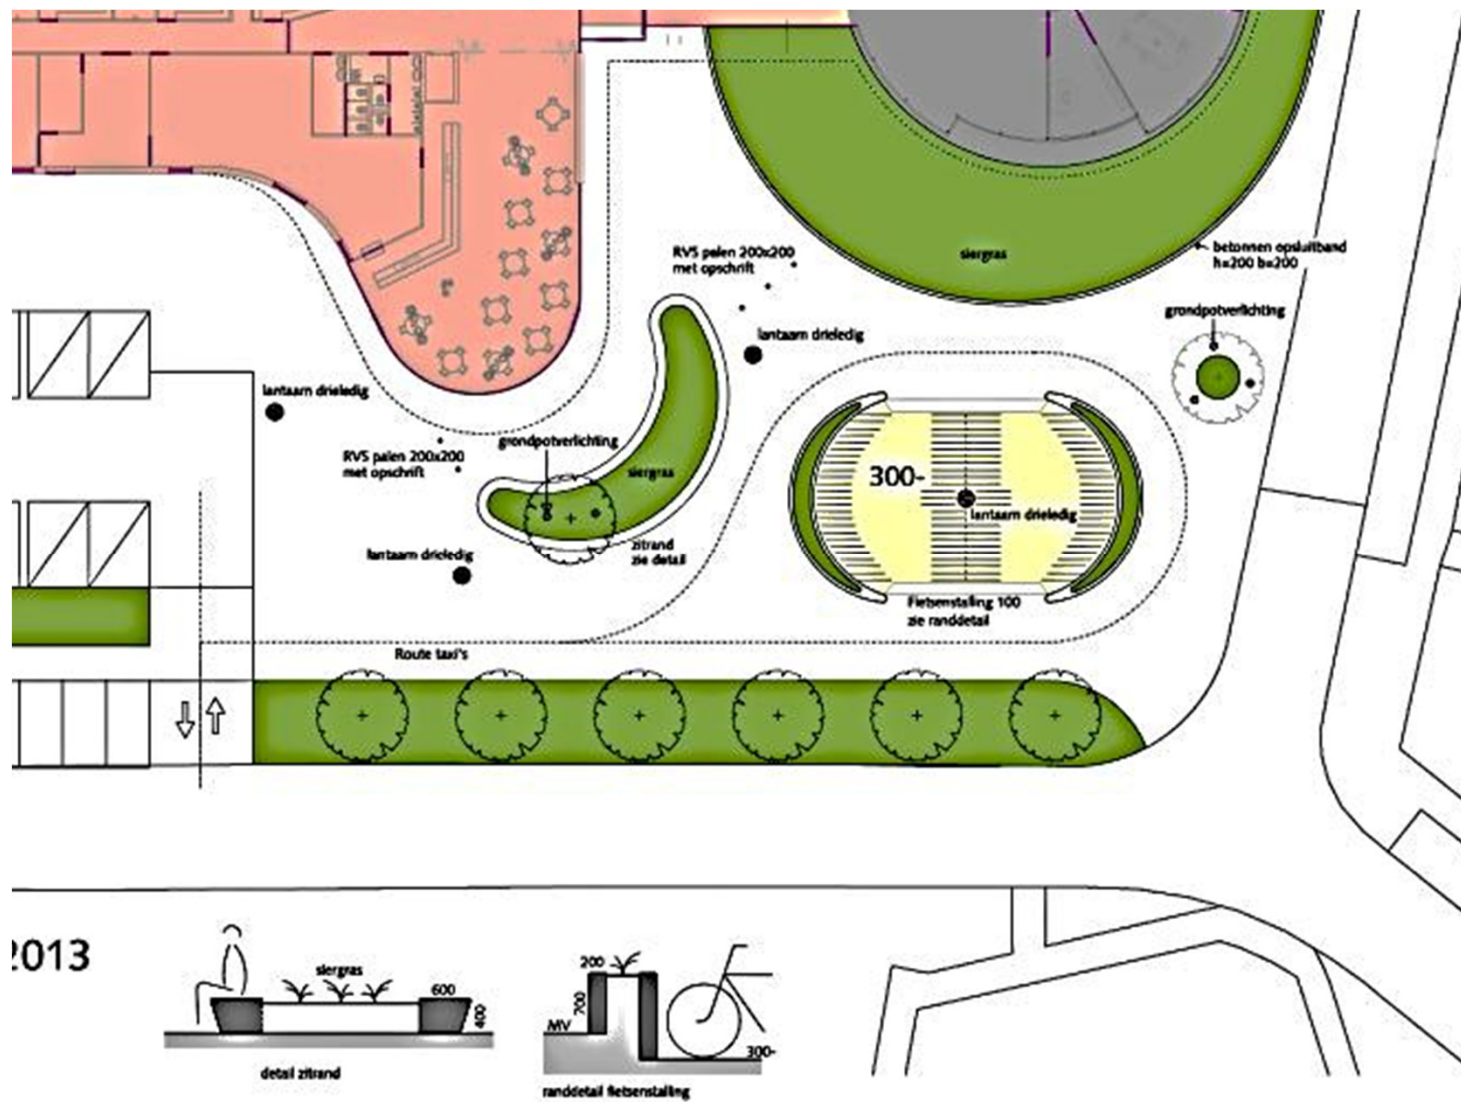 RVS palen 200x200
met opschrift
siergras
betonnen opsluitband
h=200 b=200
grondpotverlichting
lantaarn drieledig
lantaarn drieledig
RVS palen 200x200
met opschrift
grondpotverlichting
siergras
300-
lantaarn drieledig
lantaarn drieledig
zitrand
zie detail
Fietsenstalling 100
zie randdetail
Route taxi's
2013
siergras
600
400
detail zitrand
200
700
MV
300-
randdetail fietsenstalling